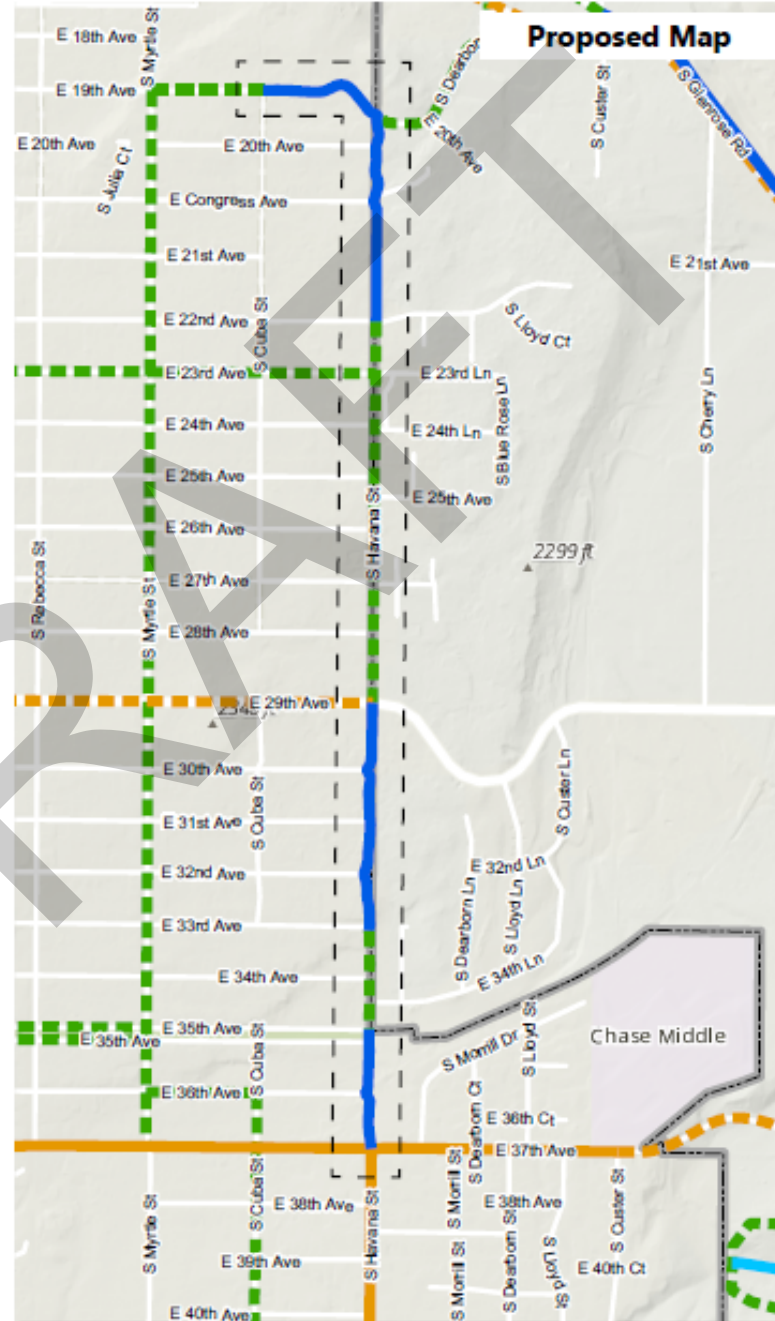 Proposed Map
E 18th Ave
S Myrtle St
E 19th Ave
S Dearbo
S Custer St
S Glenrose Rd
E 20th Ave
E 20th Ave
E 20th Ave
S Julia Ct
E Congress Ave
E 21st Ave
E 21st Ave
E 22nd Ave
S Cuba St
S Lloyd Ct
E 23rd Ave
E 23rd Ln
S Blue Rose Ln
S Cherry Ln
E 24th Ave
E 24th Ln
E 25th Ave
E 25th Ave
S Havana St
E 26th Ave
2299 ft
S Rebecca St
S Myrtle St
E 27th Ave
E 28th Ave
E 29th Ave
E 30th Ave
S Cuba St
S Custer Ln
E 31st Ave
E 32nd Ave
E 32nd Ln
S Dearborn Ln
S Lloyd Ln
E 33rd Ave
E 34th Ave
E 34th Ln
E 35th Ave
E 35th Ave
S Cuba St
S Morrill Dr
S Lloyd St
Chase Middle
E 36th Ave
S Dearborn Ct
E 36th Ct
E 37th Ave
S Myrtle St
S Cuba St
E 38th Ave
S Havana St
S Morrill St
E 38th Ave
S Custer St
E 39th Ave
S Morrill St
S Dearborn St
S Lloyd St
E 40th Ct
E 40th Ave
DRAFT